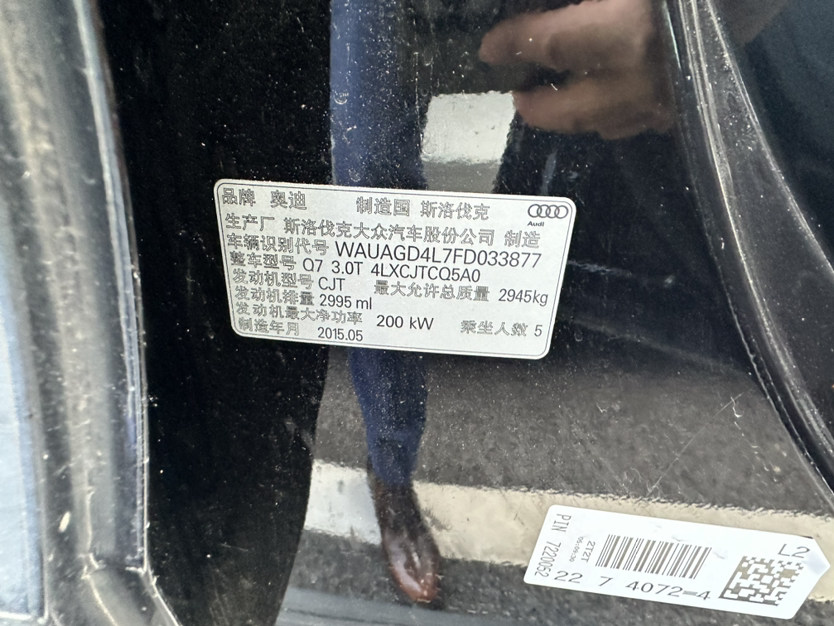 品牌 奥迪 制造国 斯洛伐克
Audi
生产厂 斯洛伐克大众汽车股份公司 制造
车辆识别代号 WAUAGD4L7FD033877
整车型号 Q7 3.0T 4LXCJTCQ5A0
发动机型号 CJT 最大允许总质量 2945kg
发动机排量 2995 ml
发动机最大净功率 200 kW 乘坐人数 5
制造年月 2015.05
PIN 7220052
2T2T
L2
22 7 4072=4